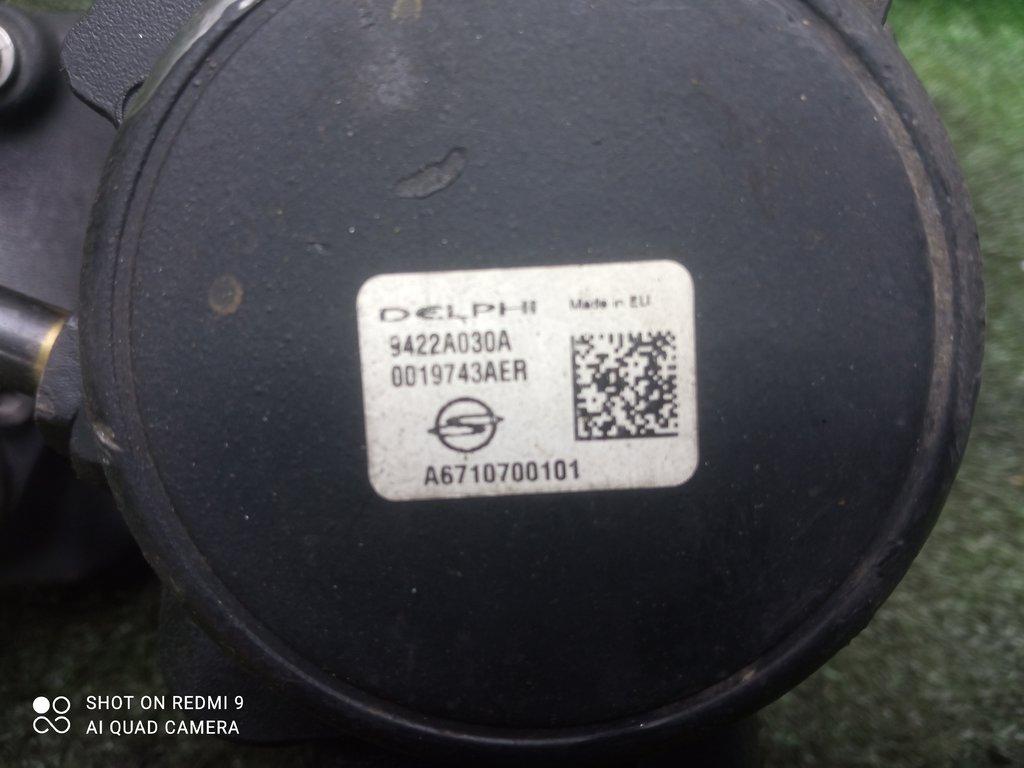 DELPHI Made in EU
9422A030A
0019743AER
A6710700101
SHOT ON REDMI 9
AI QUAD CAMERA